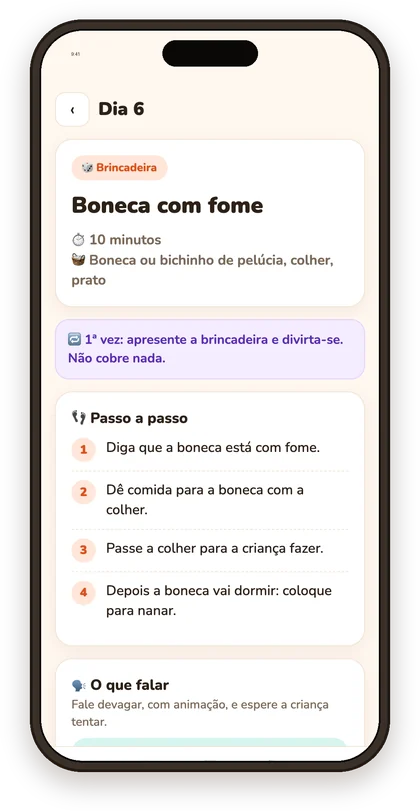 9:41
‹ Dia 6
Brincadeira
Boneca com fome
10 minutos
Boneca ou bichinho de pelúcia, colher,
prato
1ª vez: apresente a brincadeira e divirta-se.
Não cobre nada.
Passo a passo
1 Diga que a boneca está com fome.
2 Dê comida para a boneca com a
colher.
3 Passe a colher para a criança fazer.
4 Depois a boneca vai dormir: coloque
para nanar.
O que falar
Fale devagar, com animação, e espere a criança
tentar.